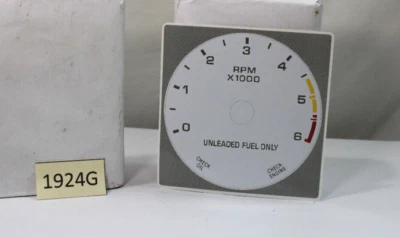 3
2
4
RPM
X1000
1
5
0
6
UNLEADED FUEL ONLY
CHECK
OIL
CHECK
ENGINE
1924G